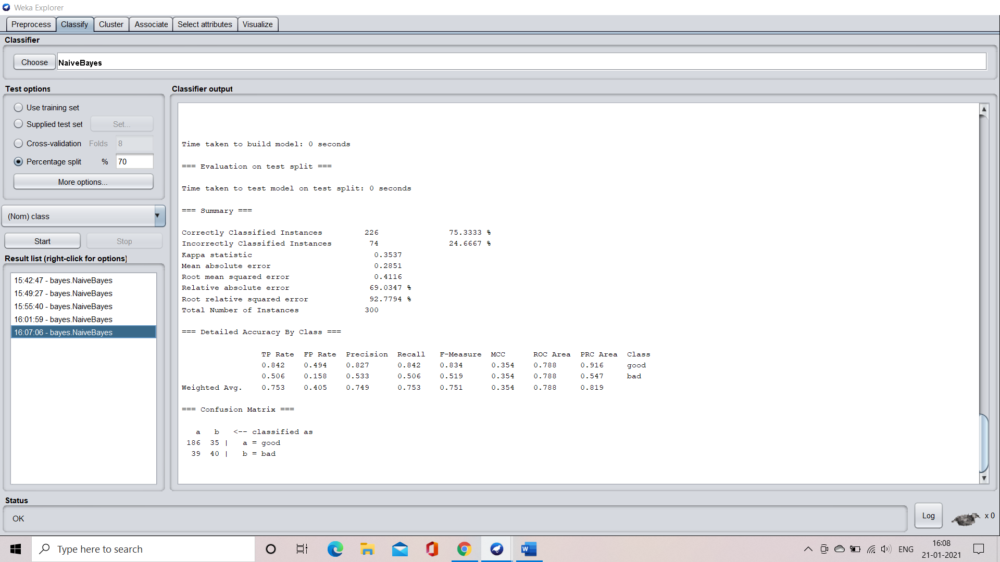 Weka Explorer
Preprocess Classify Cluster Associate Select attributes Visualize
Classifier
Choose NaiveBayes
Test options
Use training set
Supplied test set Set...
Cross-validation Folds 8
Percentage split % 70
More options...
(Nom) class
Start Stop
Result list (right-click for options)
15:42:47 - bayes.NaiveBayes
15:49:27 - bayes.NaiveBayes
15:55:40 - bayes.NaiveBayes
16:01:59 - bayes.NaiveBayes
16:07:06 - bayes.NaiveBayes
Classifier output
Time taken to build model: 0 seconds
=== Evaluation on test split ===
Time taken to test model on test split: 0 seconds
=== Summary ===
Correctly Classified Instances 226 75.3333 %
Incorrectly Classified Instances 74 24.6667 %
Kappa statistic 0.3537
Mean absolute error 0.2851
Root mean squared error 0.4116
Relative absolute error 69.0347 %
Root relative squared error 92.7794 %
Total Number of Instances 300
=== Detailed Accuracy By Class ===
TP Rate FP Rate Precision Recall F-Measure MCC ROC Area PRC Area Class
0.842 0.494 0.827 0.842 0.834 0.354 0.788 0.916 good
0.506 0.158 0.533 0.506 0.519 0.354 0.788 0.547 bad
Weighted Avg. 0.753 0.405 0.749 0.753 0.751 0.354 0.788 0.819
=== Confusion Matrix ===
a b <-- classified as
186 35 | a = good
39 40 | b = bad
Status
OK
Log
x 0
Type here to search
ENG
16:08
21-01-2021